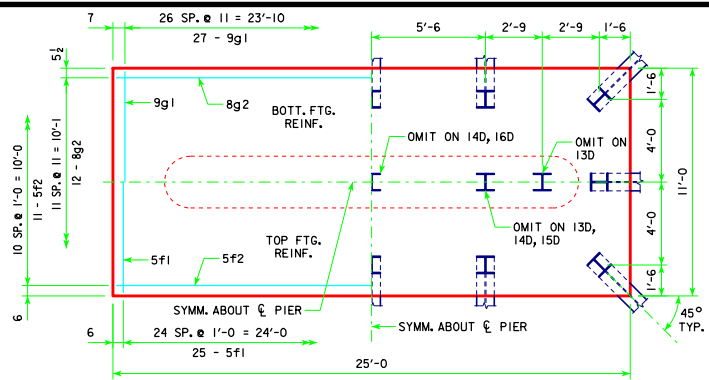 7
26 SP. @ 11 = 23'-10
27 - 9g1
5'-6
2'-9
2'-9
1'-6
5½
9g1
8g2
BOTT. FTG.
REINF.
1'-6
OMIT ON 14D, 16D
OMIT ON
13D
4'-0
10 SP. @ 1'-0 = 10'-0
11 - 5f2
11 SP. @ 11 = 10'-1
12 - 8g2
11'-0
OMIT ON 13D,
14D, 15D
4'-0
TOP FTG.
REINF.
5f1
5f2
1'-6
6
SYMM. ABOUT ℄ PIER
SYMM. ABOUT ℄ PIER
45°
TYP.
6
24 SP. @ 1'-0 = 24'-0
25 - 5f1
25'-0